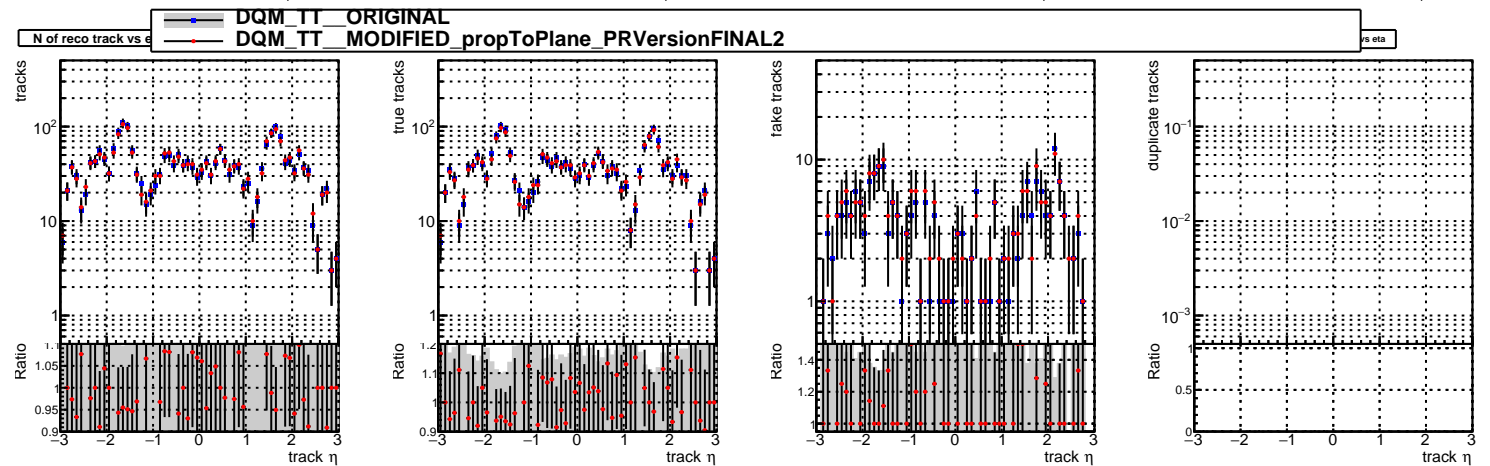 DQM_TT__ORIGINAL
DQM_TT__MODIFIED_propToPlane_PRVersionFINAL2
N of reco track vs e
vs eta
tracks
10²
10
1
Ratio
1.1
1.05
1
0.95
0.9
−3 −2 −1 0 1 2 3
track η
true tracks
10²
10
1
Ratio
1.2
1.1
1
0.9
−3 −2 −1 0 1 2 3
track η
fake tracks
10
1
Ratio
1.4
1.2
1
−3 −2 −1 0 1 2 3
track η
duplicate tracks
10⁻¹
10⁻²
10⁻³
Ratio
1
0.5
0
−3 −2 −1 0 1 2 3
track η